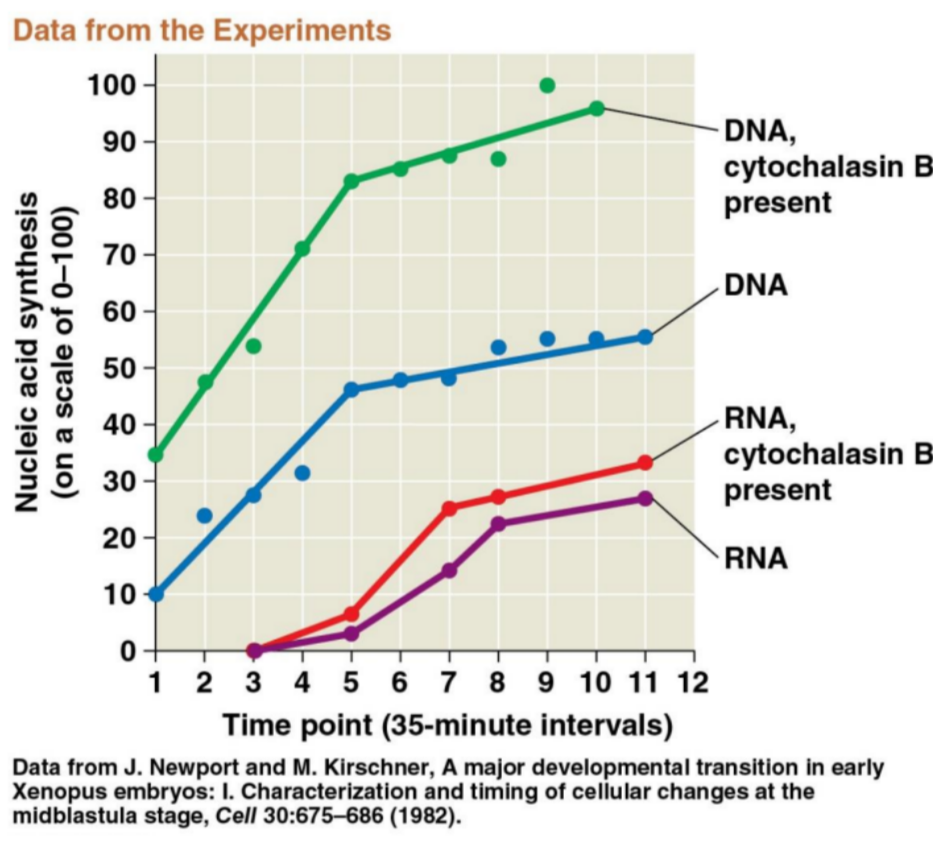 Data from the Experiments
100
90
80
70
60
50
40
30
20
10
0
Nucleic acid synthesis
(on a scale of 0–100)
1 2 3 4 5 6 7 8 9 10 11 12
Time point (35-minute intervals)
DNA,
cytochalasin B
present
DNA
RNA,
cytochalasin B
present
RNA
Data from J. Newport and M. Kirschner, A major developmental transition in early
Xenopus embryos: I. Characterization and timing of cellular changes at the
midblastula stage, Cell 30:675–686 (1982).